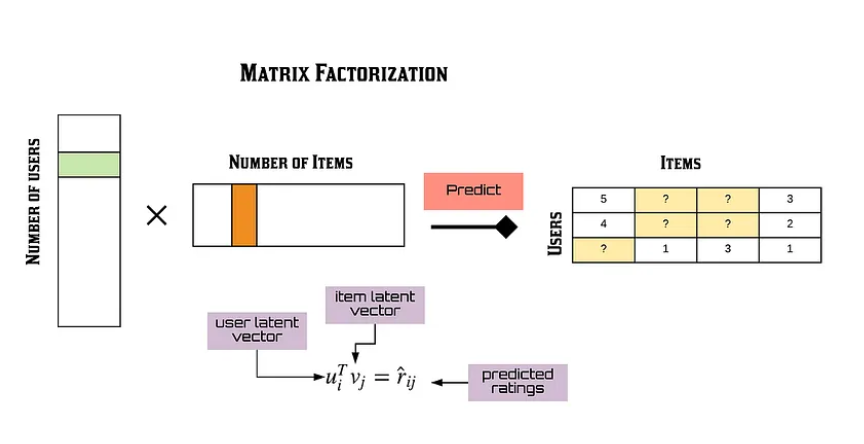 MATRIX FACTORIZATION
NUMBER OF USERS
NUMBER OF ITEMS
×
Predict
ITEMS
USERS
5 ? ? 3
4 ? ? 2
? 1 3 1
item latent
vector
user latent
vector
u_i^T v_j = r̂_ij
predicted
ratings